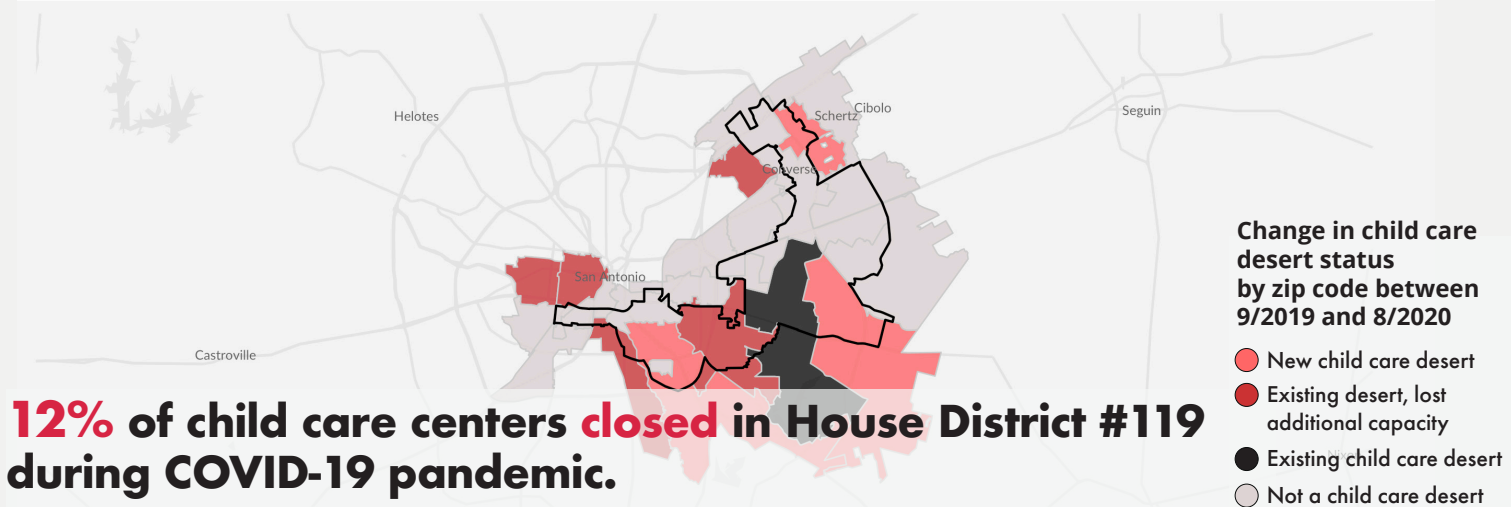 Helotes
Schertz
Cibolo
Seguin
Converse
San Antonio
Castroville
Change in child care
desert status
by zip code between
9/2019 and 8/2020
New child care desert
Existing desert, lost
additional capacity
Existing child care desert
Not a child care desert
12% of child care centers closed in House District #119
during COVID-19 pandemic.